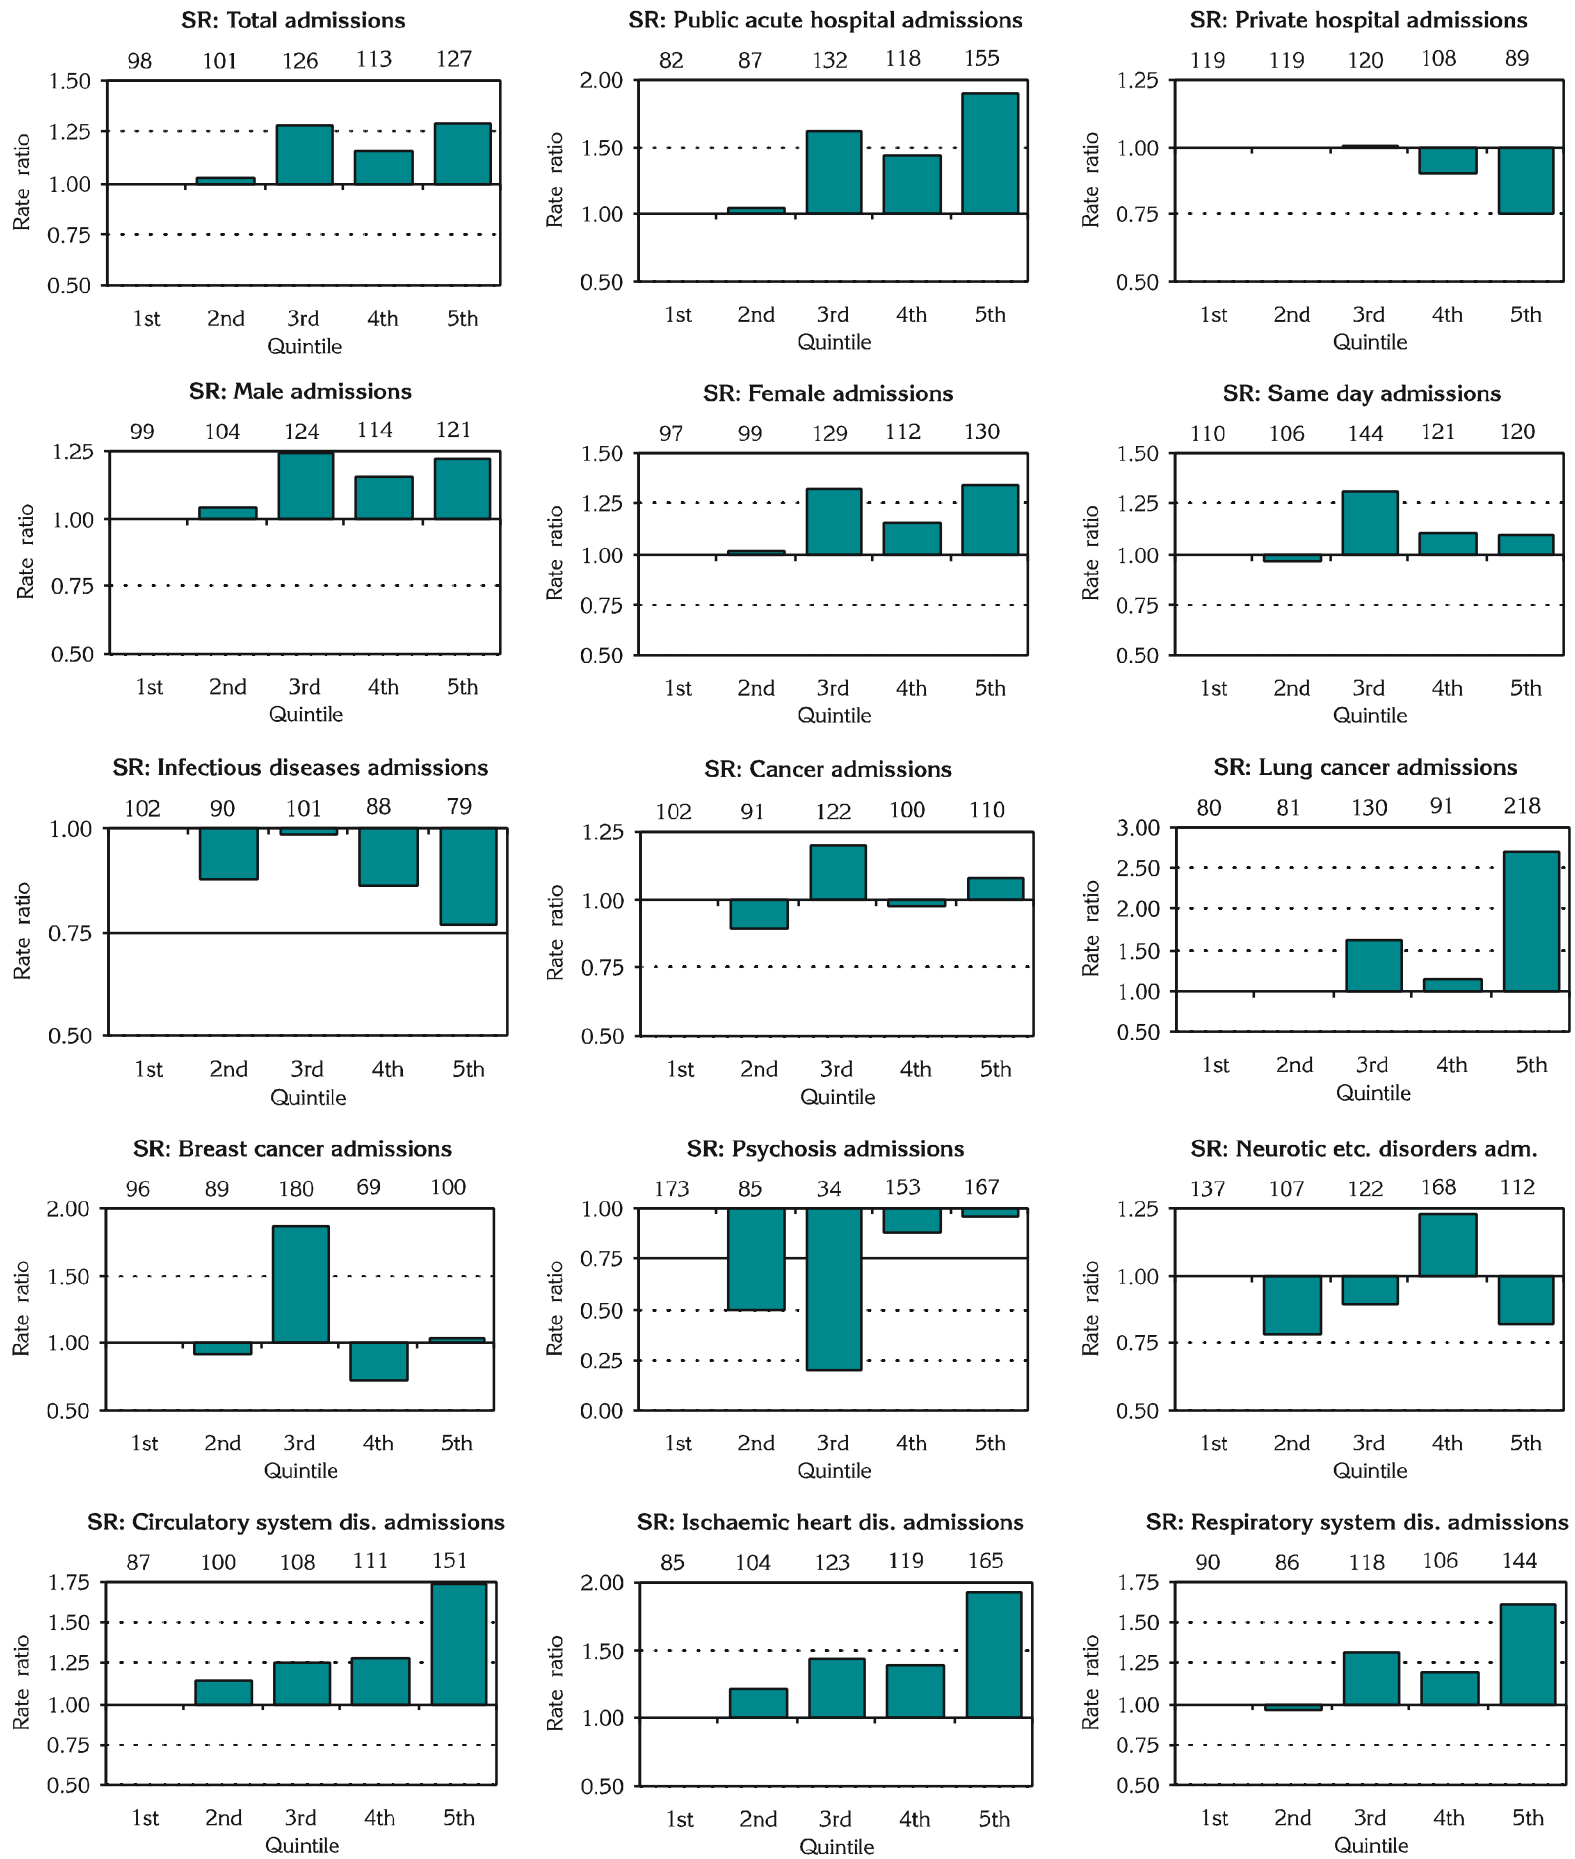 SR: Total admissions
98 101 126 113 127
1.50
1.25
1.00
0.75
0.50
Rate ratio
1st 2nd 3rd 4th 5th
Quintile
SR: Public acute hospital admissions
82 87 132 118 155
2.00
1.50
1.00
0.50
Rate ratio
1st 2nd 3rd 4th 5th
Quintile
SR: Private hospital admissions
119 119 120 108 89
1.25
1.00
0.75
0.50
Rate ratio
1st 2nd 3rd 4th 5th
Quintile
SR: Male admissions
99 104 124 114 121
1.25
1.00
0.75
0.50
Rate ratio
1st 2nd 3rd 4th 5th
Quintile
SR: Female admissions
97 99 129 112 130
1.50
1.25
1.00
0.75
0.50
Rate ratio
1st 2nd 3rd 4th 5th
Quintile
SR: Same day admissions
110 106 144 121 120
1.50
1.25
1.00
0.75
0.50
Rate ratio
1st 2nd 3rd 4th 5th
Quintile
SR: Infectious diseases admissions
102 90 101 88 79
1.00
0.75
0.50
Rate ratio
1st 2nd 3rd 4th 5th
Quintile
SR: Cancer admissions
102 91 122 100 110
1.25
1.00
0.75
0.50
Rate ratio
1st 2nd 3rd 4th 5th
Quintile
SR: Lung cancer admissions
80 81 130 91 218
3.00
2.50
2.00
1.50
1.00
0.50
Rate ratio
1st 2nd 3rd 4th 5th
Quintile
SR: Breast cancer admissions
96 89 180 69 100
2.00
1.50
1.00
0.50
Rate ratio
1st 2nd 3rd 4th 5th
Quintile
SR: Psychosis admissions
173 85 34 153 167
1.00
0.75
0.50
0.25
0.00
Rate ratio
1st 2nd 3rd 4th 5th
Quintile
SR: Neurotic etc. disorders adm.
137 107 122 168 112
1.25
1.00
0.75
0.50
Rate ratio
1st 2nd 3rd 4th 5th
Quintile
SR: Circulatory system dis. admissions
87 100 108 111 151
1.75
1.50
1.25
1.00
0.75
0.50
Rate ratio
1st 2nd 3rd 4th 5th
Quintile
SR: Ischaemic heart dis. admissions
85 104 123 119 165
2.00
1.50
1.00
0.50
Rate ratio
1st 2nd 3rd 4th 5th
Quintile
SR: Respiratory system dis. admissions
90 86 118 106 144
1.75
1.50
1.25
1.00
0.75
0.50
Rate ratio
1st 2nd 3rd 4th 5th
Quintile